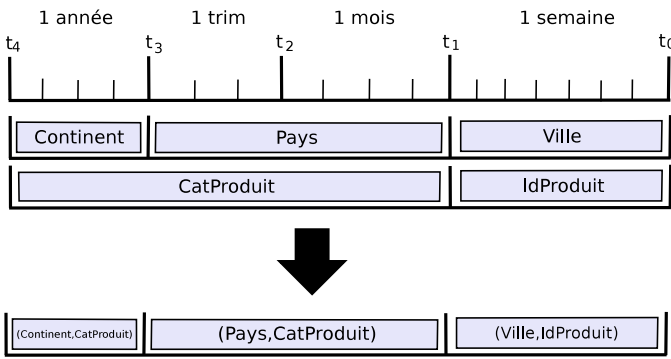 1 année 1 trim 1 mois 1 semaine
t4 t3 t2 t1 t0
Continent Pays Ville
CatProduit IdProduit
(Continent,CatProduit) (Pays,CatProduit) (Ville,IdProduit)